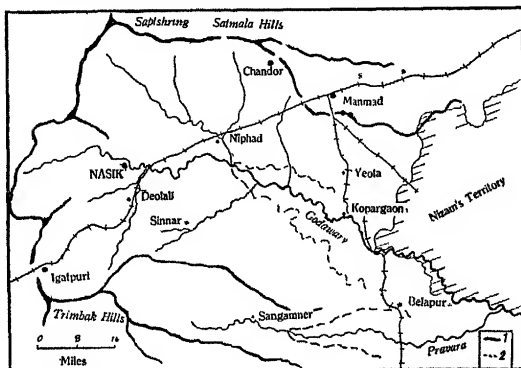 Saptshring Satmala Hills
Chandor
Manmad
Niphad
NASIK
Yeola
Deolali
Sinnar
Godawary
Kopargaon
Nizam's Territory
Igatpuri
Belapur
Trimbak Hills
Sangamner
Pravara
0 8 16
Miles
1
2